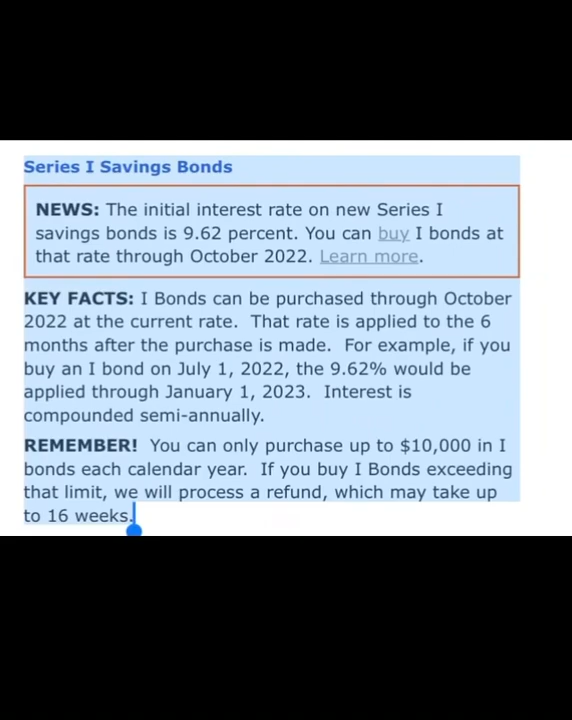 Series I Savings Bonds
NEWS: The initial interest rate on new Series I
savings bonds is 9.62 percent. You can buy I bonds at
that rate through October 2022. Learn more.
KEY FACTS: I Bonds can be purchased through October
2022 at the current rate.  That rate is applied to the 6
months after the purchase is made.  For example, if you
buy an I bond on July 1, 2022, the 9.62% would be
applied through January 1, 2023.  Interest is
compounded semi-annually.
REMEMBER!  You can only purchase up to $10,000 in I
bonds each calendar year.  If you buy I Bonds exceeding
that limit, we will process a refund, which may take up
to 16 weeks.